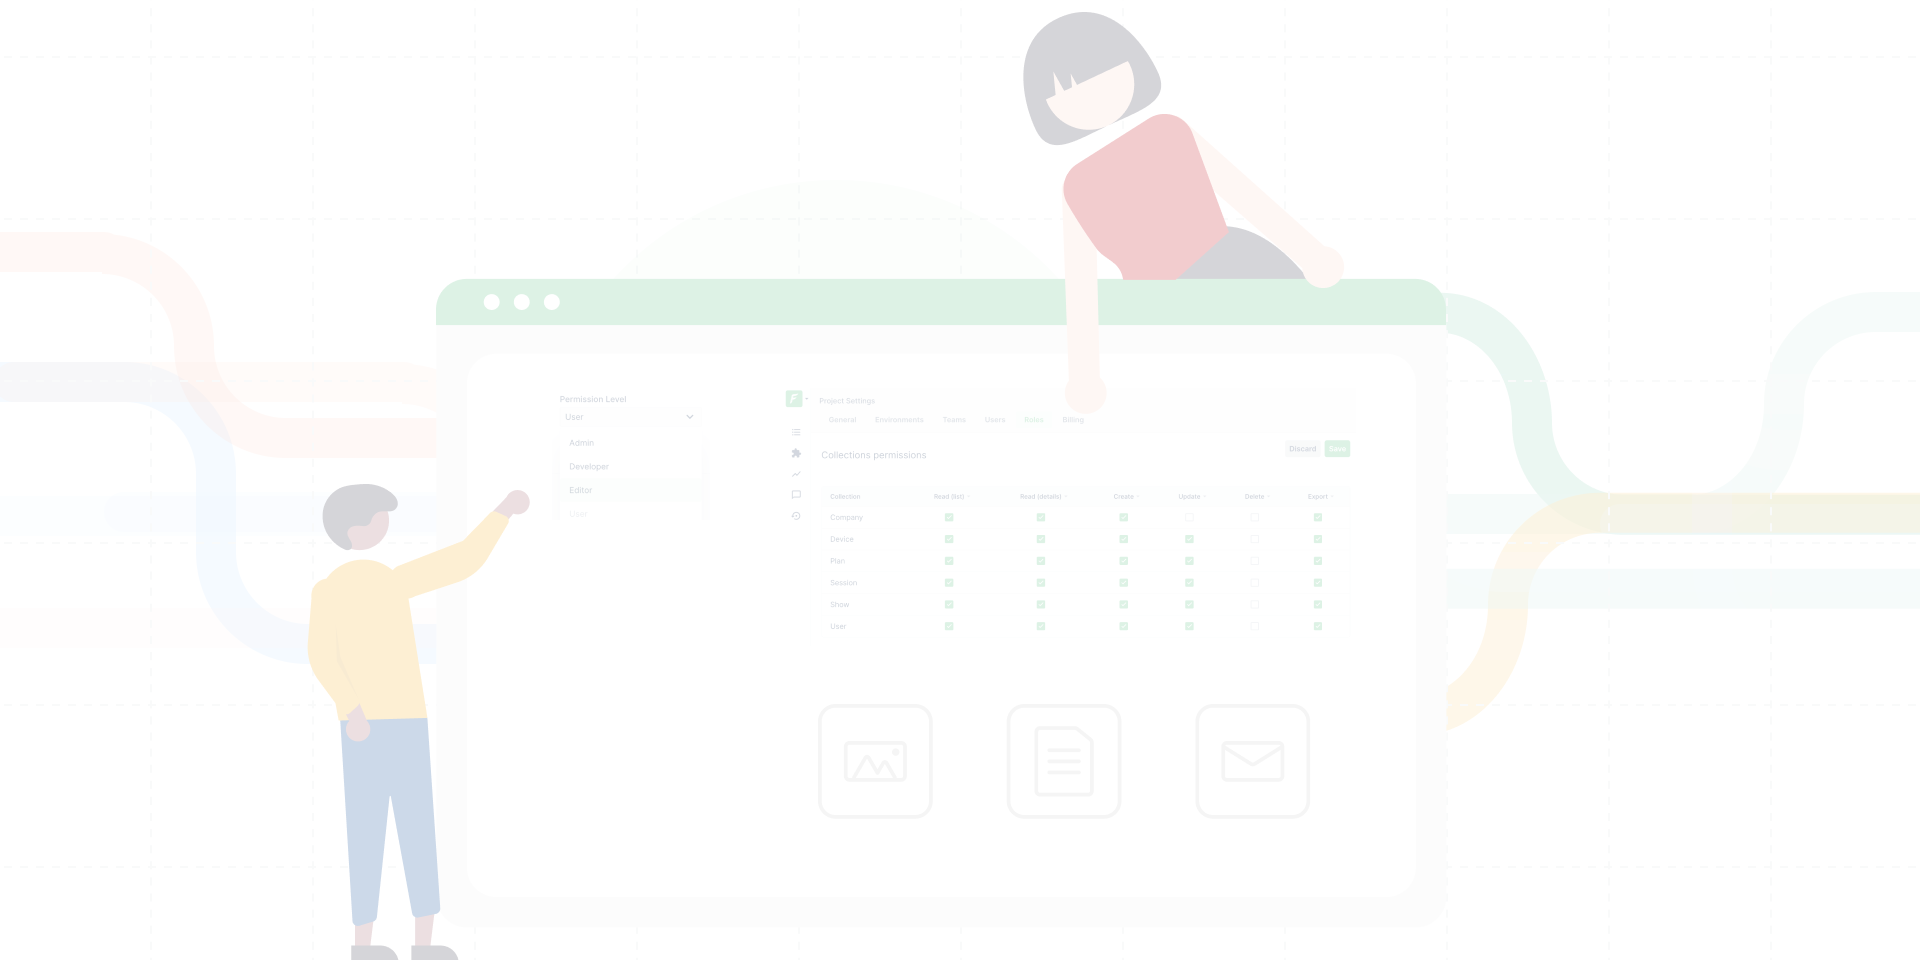 Permission Level
User
Admin
Developer
Editor
User
F
Project Settings
General Environments Teams Users Roles Billing
Collections permissions
Discard Save
Collection Read (list) Read (details) Create Update Delete Export
Company
Device
Plan
Session
Show
User